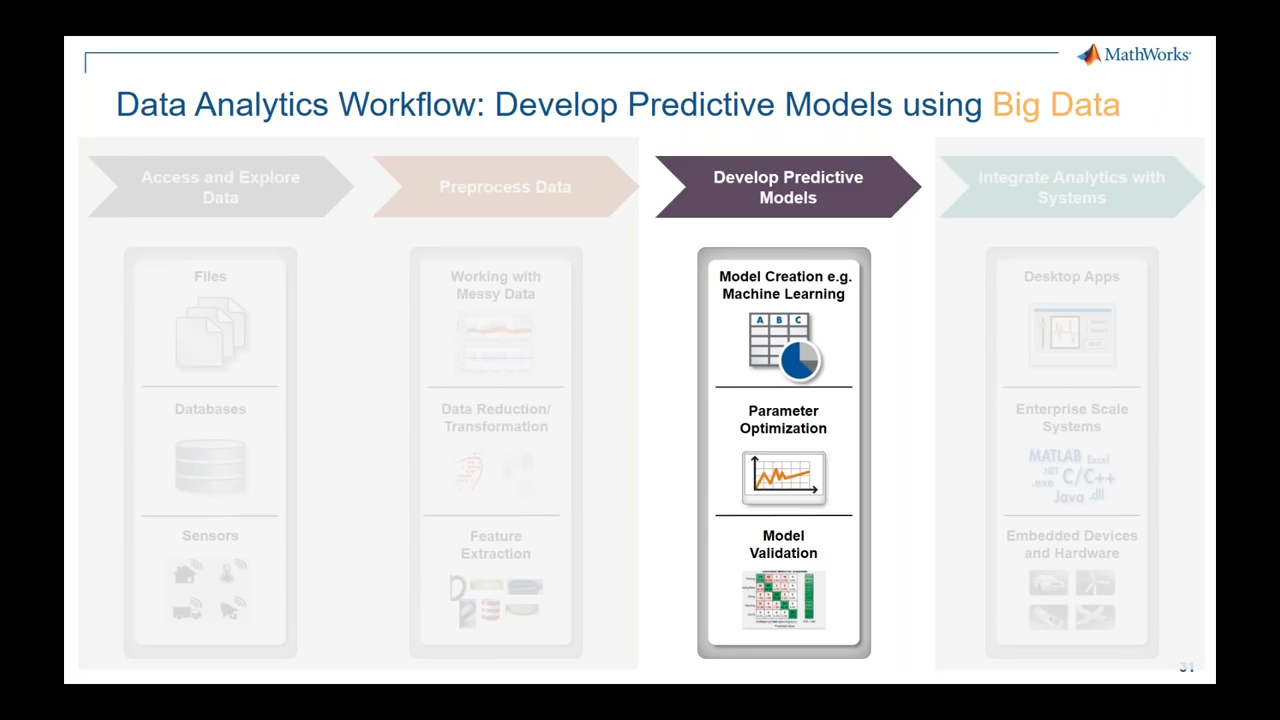 MathWorks
Data Analytics Workflow: Develop Predictive Models using Big Data
Access and Explore
Data
Preprocess Data
Develop Predictive
Models
Integrate Analytics with
Systems
Files
Databases
Sensors
Working with
Messy Data
Data Reduction/
Transformation
Feature
Extraction
Model Creation e.g.
Machine Learning
A B C
Parameter
Optimization
Model
Validation
Desktop Apps
Enterprise Scale
Systems
MATLAB Excel
.NET
.exe C/C++
Java .dll
Embedded Devices
and Hardware
31